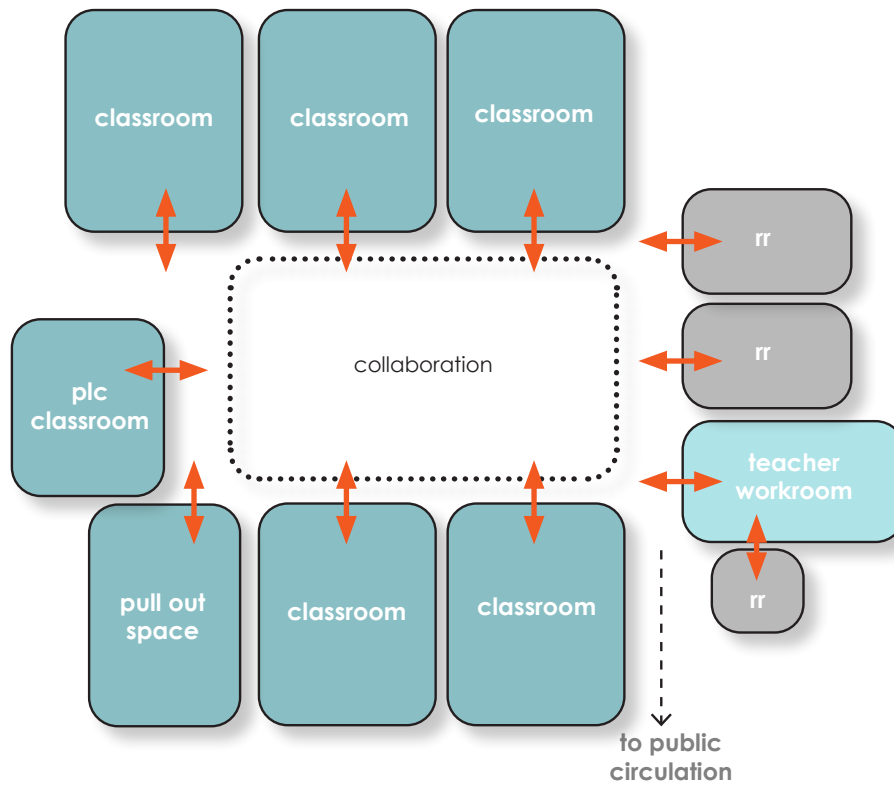 classroom
classroom
classroom
rr
rr
collaboration
plc
classroom
teacher
workroom
rr
pull out
space
classroom
classroom
to public
circulation